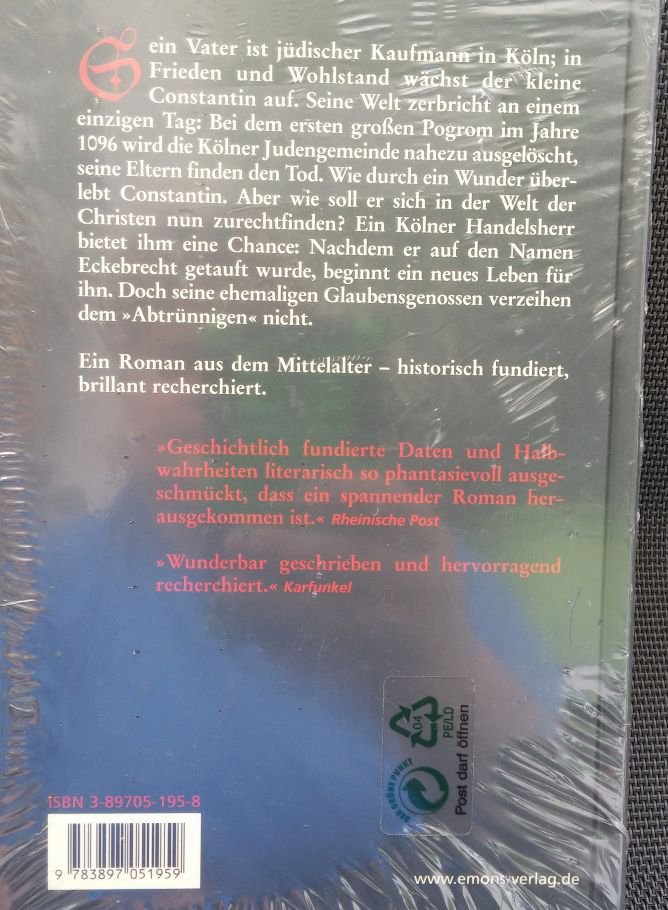 Sein Vater ist jüdischer Kaufmann in Köln; in
Frieden und Wohlstand wächst der kleine
Constantin auf. Seine Welt zerbricht an einem
einzigen Tag: Bei dem ersten großen Pogrom im Jahre
1096 wird die Kölner Judengemeinde nahezu ausgelöscht,
seine Eltern finden den Tod. Wie durch ein Wunder über-
lebt Constantin. Aber wie soll er sich in der Welt der
Christen nun zurechtfinden? Ein Kölner Handelsherr
bietet ihm eine Chance: Nachdem er auf den Namen
Eckebrecht getauft wurde, beginnt ein neues Leben für
ihn. Doch seine ehemaligen Glaubensgenossen verzeihen
dem »Abtrünnigen« nicht.
Ein Roman aus dem Mittelalter – historisch fundiert,
brillant recherchiert.
»Geschichtlich fundierte Daten und Halb-
wahrheiten literarisch so phantasievoll ausge-
schmückt, dass ein spannender Roman her-
ausgekommen ist.« Rheinische Post
»Wunderbar geschrieben und hervorragend
recherchiert.« Karfunkel
04
PE/LD
DER GRÜNE PUNKT
Post darf öffnen
ISBN 3-89705-195-8
9 783897 051959
www.emons-verlag.de